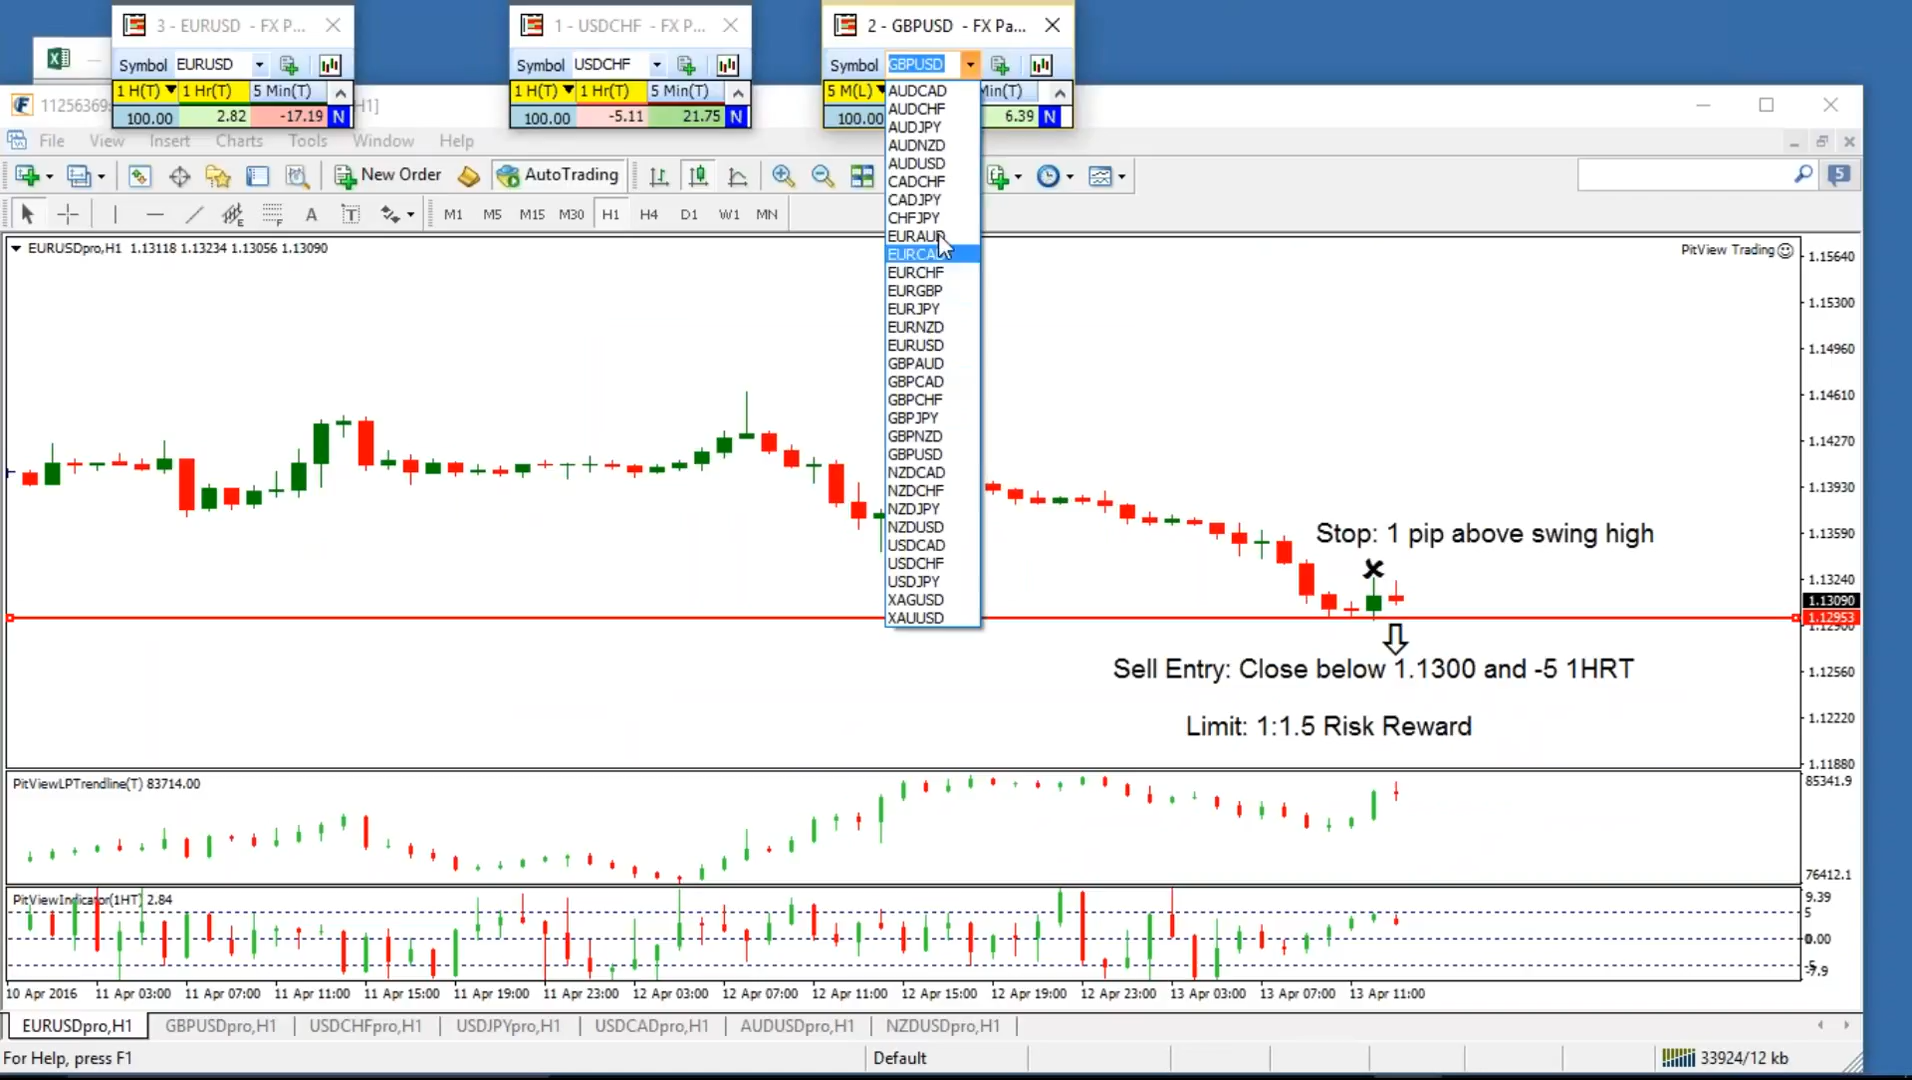 3 - EURUSD - FX P...
1 - USDCHF - FX P...
2 - GBPUSD - FX Pa...
Symbol EURUSD
Symbol USDCHF
Symbol GBPUSD
1 H(T) 1 Hr(T) 5 Min(T)
100.00 2.82 -17.19 N
1 H(T) 1 Hr(T) 5 Min(T)
100.00 -5.11 21.75 N
5 M(L) Min(T)
100.00 6.39 N
AUDCAD
AUDCHF
AUDJPY
AUDNZD
AUDUSD
CADCHF
CADJPY
CHFJPY
EURAUD
EURCAD
EURCHF
EURGBP
EURJPY
EURNZD
EURUSD
GBPAUD
GBPCAD
GBPCHF
GBPJPY
GBPNZD
GBPUSD
NZDCAD
NZDCHF
NZDJPY
NZDUSD
USDCAD
USDCHF
USDJPY
XAGUSD
XAUUSD
11256369: H1]
File View Insert Charts Tools Window Help
New Order AutoTrading 5
A T M1 M5 M15 M30 H1 H4 D1 W1 MN
EURUSDpro,H1 1.13118 1.13234 1.13056 1.13090
PitView Trading
1.15640
1.15300
1.14960
1.14610
1.14270
1.13930
1.13590
1.13240
1.13090
1.12953
1.12900
1.12560
1.12220
1.11880
Stop: 1 pip above swing high
Sell Entry: Close below 1.1300 and -5 1HRT
Limit: 1:1.5 Risk Reward
PitViewLPTrendline(T) 83714.00
85341.9
76412.1
PitViewIndicator(1HT) 2.84
9.39
5
0.00
-5
-7.9
10 Apr 2016 11 Apr 03:00 11 Apr 07:00 11 Apr 11:00 11 Apr 15:00 11 Apr 19:00 11 Apr 23:00 12 Apr 03:00 12 Apr 07:00 12 Apr 11:00 12 Apr 15:00 12 Apr 19:00 12 Apr 23:00 13 Apr 03:00 13 Apr 07:00 13 Apr 11:00
EURUSDpro,H1 GBPUSDpro,H1 USDCHFpro,H1 USDJPYpro,H1 USDCADpro,H1 AUDUSDpro,H1 NZDUSDpro,H1
For Help, press F1 Default 33924/12 kb